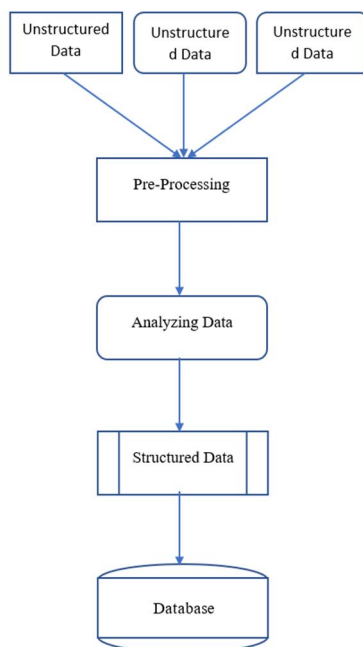 Unstructured
Data
Unstructure
d Data
Unstructure
d Data
Pre-Processing
Analyzing Data
Structured Data
Database